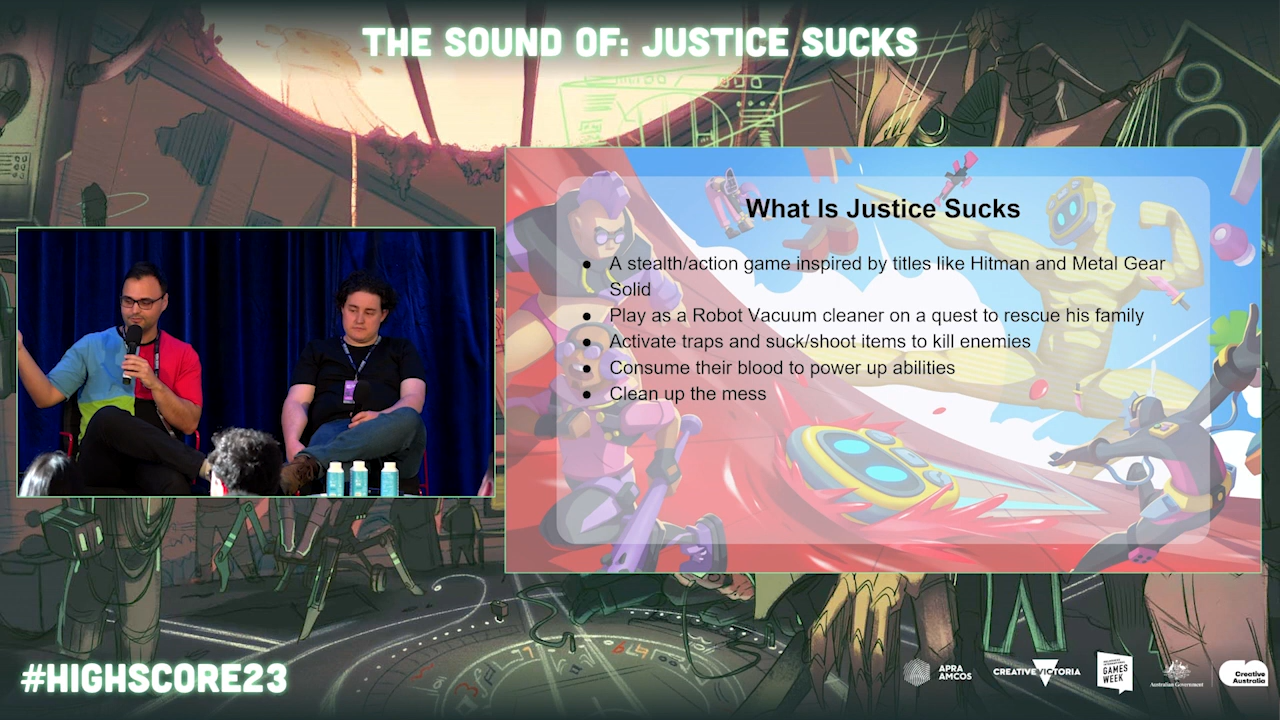 THE SOUND OF: JUSTICE SUCKS
What Is Justice Sucks
● A stealth/action game inspired by titles like Hitman and Metal Gear
Solid
● Play as a Robot Vacuum cleaner on a quest to rescue his family
● Activate traps and suck/shoot items to kill enemies
● Consume their blood to power up abilities
● Clean up the mess
#HIGHSCORE23
APRA
AMCOS
CREATIVE VICTORIA
GAMES
WEEK
Australian Government
Creative
Australia